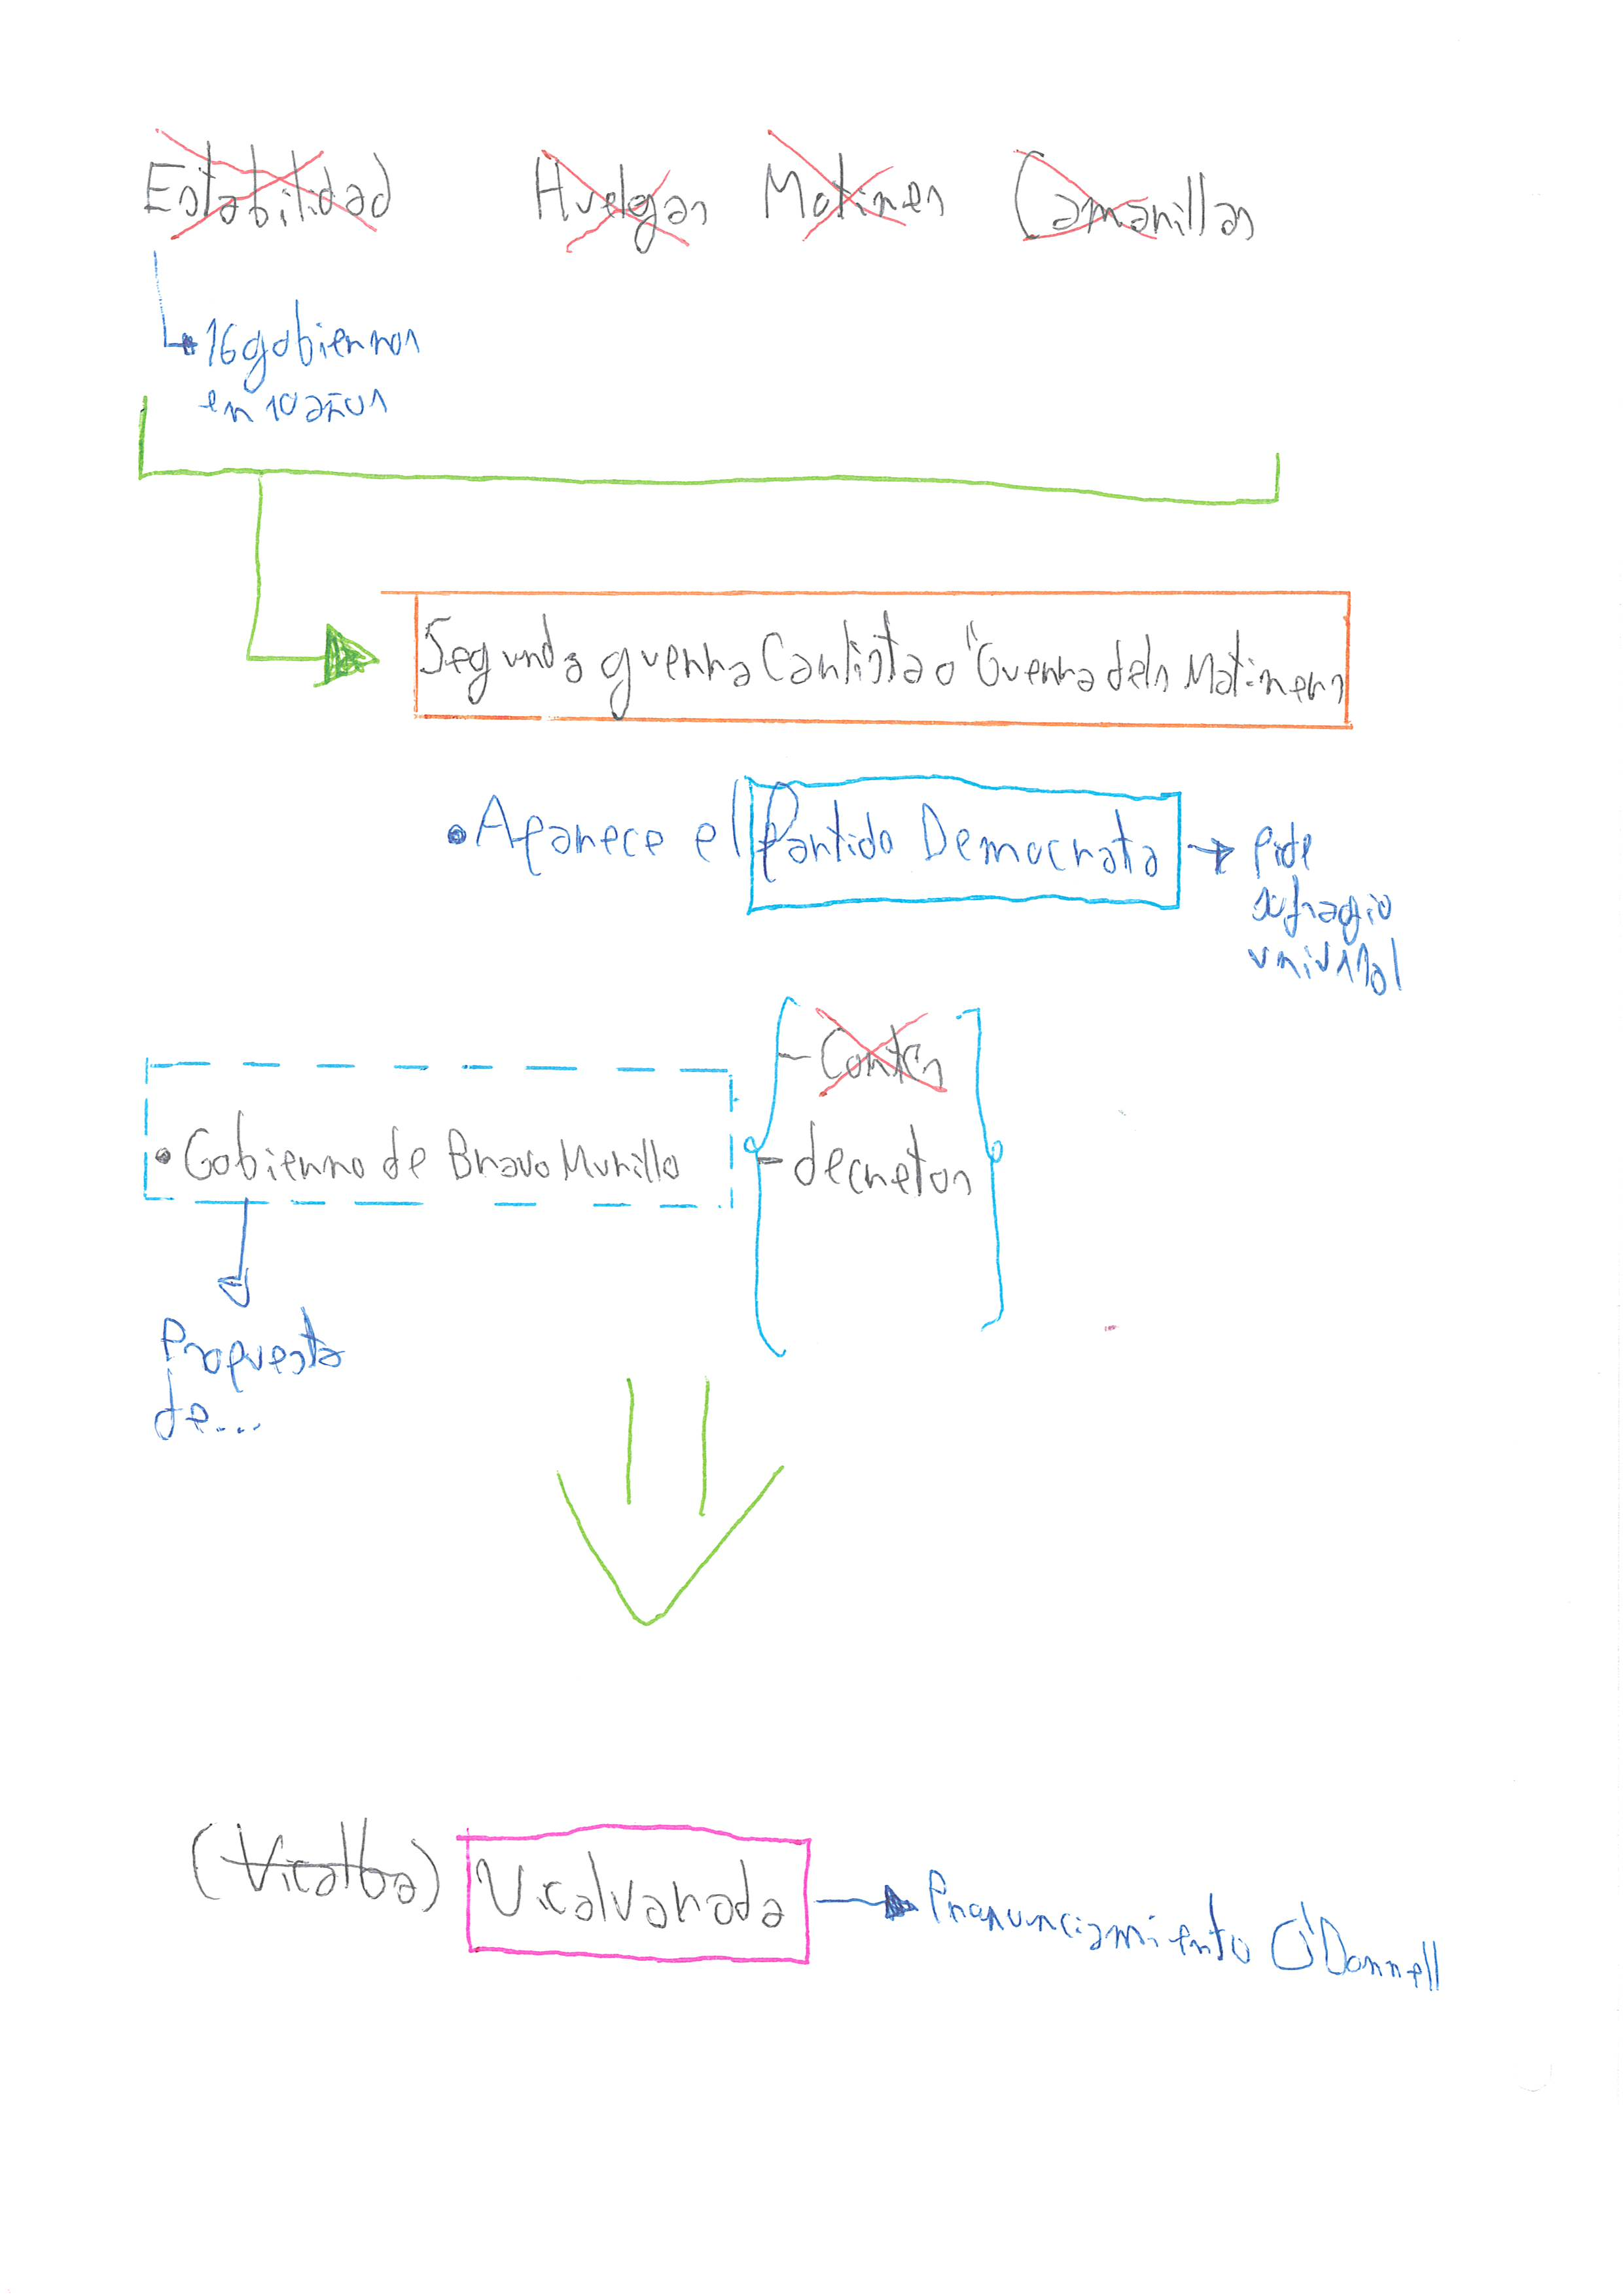 Estabilidad Huelgas Motines Camarillas
16 gobiernos
en 10 años
Segunda guerra Carlista o "Guerra dels Matiners
• Aparece el Partido Democrata → pide
sufragio
univ
- Cortes
• Gobierno de Bravo Murillo - decretos
Propuesta
de...
(Vicalba) Vicalvarada → Pronunciamiento O'Donnell